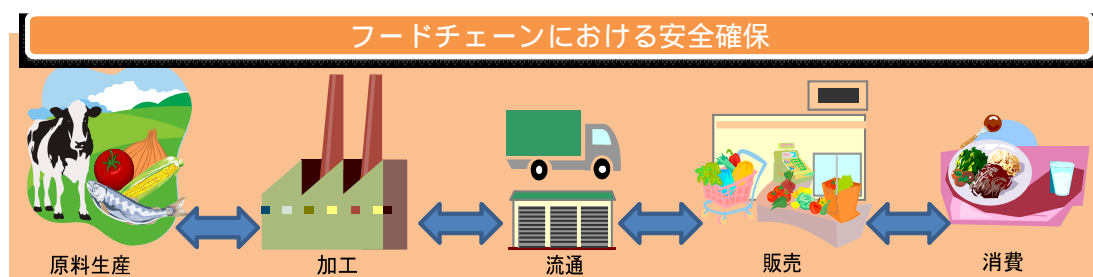 フードチェーンにおける安全確保
原料生産
加工
流通
販売
消費